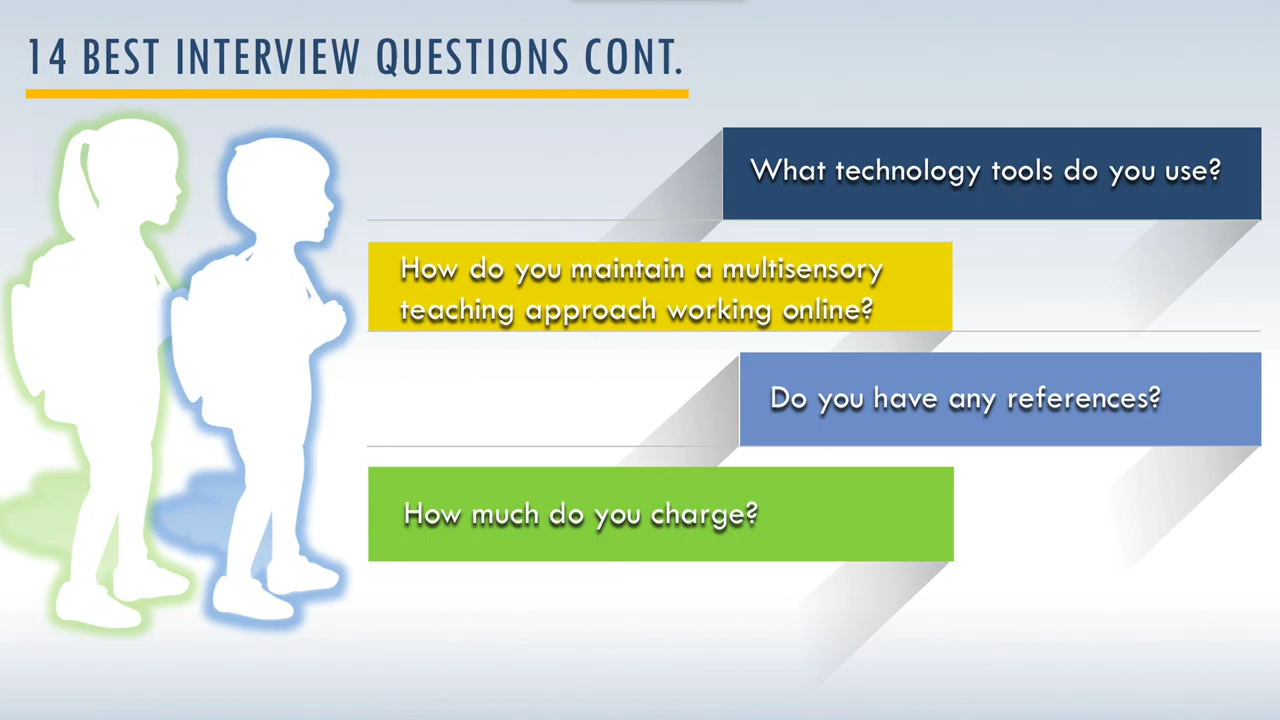 14 BEST INTERVIEW QUESTIONS CONT.
What technology tools do you use?
How do you maintain a multisensory
teaching approach working online?
Do you have any references?
How much do you charge?